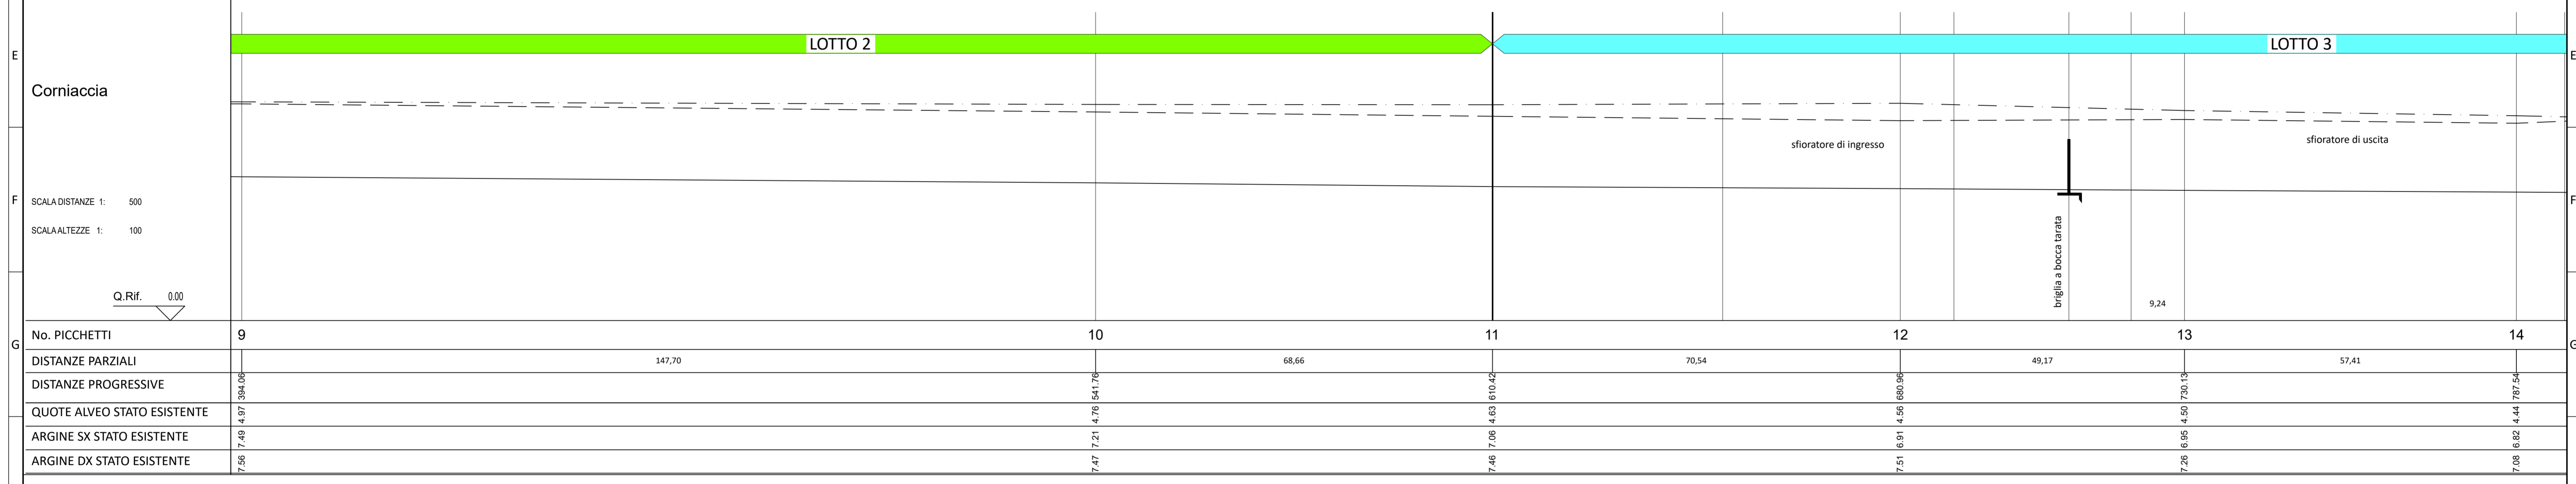 LOTTO 2
LOTTO 3
E
E
Corniaccia
sfioratore di ingresso
sfioratore di uscita
F
F
SCALA DISTANZE 1: 500
SCALA ALTEZZE 1: 100
briglia a bocca tarata
Q.Rif. 0.00
9,24
No. PICCHETTI 9 10 11 12 13 14
G
G
DISTANZE PARZIALI 147,70 68,66 70,54 49,17 57,41
DISTANZE PROGRESSIVE 394.06 541.76 610.42 680.96 730.13 787.54
QUOTE ALVEO STATO ESISTENTE 4.97 4.76 4.63 4.56 4.50 4.44
ARGINE SX STATO ESISTENTE 7.49 7.21 7.06 6.91 6.95 6.82
ARGINE DX STATO ESISTENTE 7.56 7.47 7.46 7.51 7.26 7.08